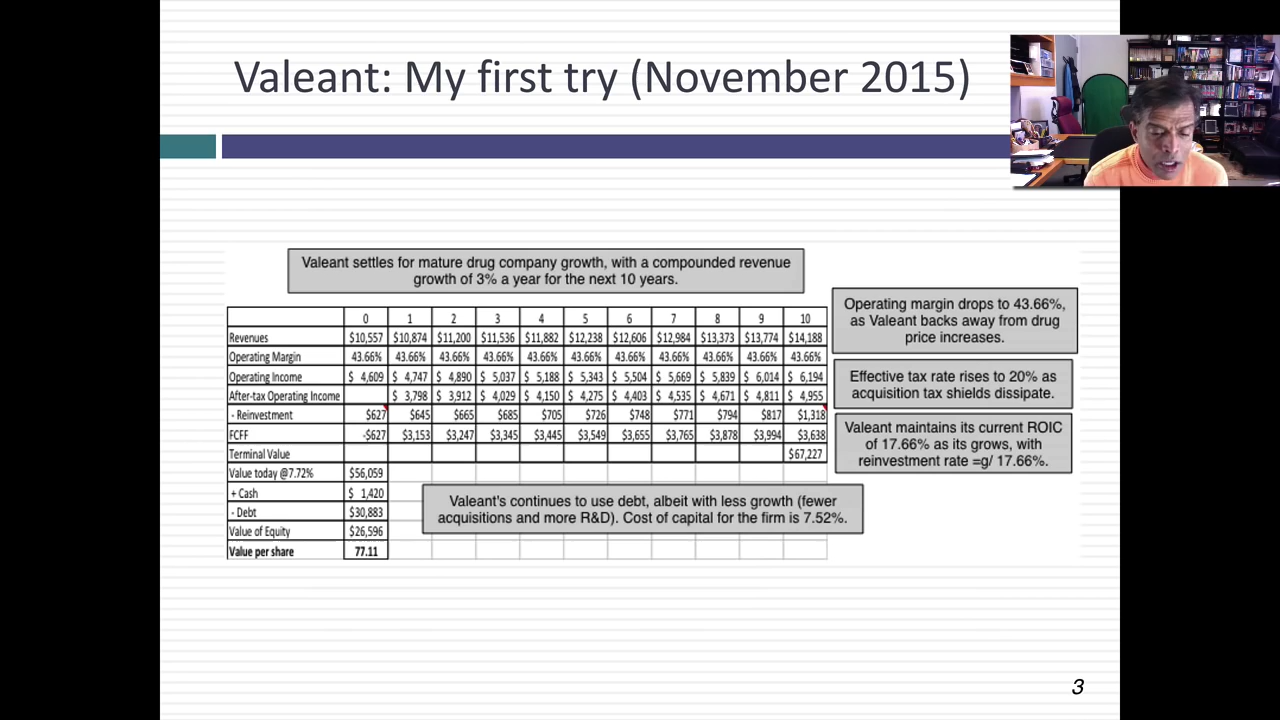 Valeant: My first try (November 2015)
Valeant settles for mature drug company growth, with a compounded revenue
growth of 3% a year for the next 10 years.
Operating margin drops to 43.66%,
as Valeant backs away from drug
price increases.
Effective tax rate rises to 20% as
acquisition tax shields dissipate.
Valeant maintains its current ROIC
of 17.66% as its grows, with
reinvestment rate =g/ 17.66%.
0 1 2 3 4 5 6 7 8 9 10
Revenues $10,557 $10,874 $11,200 $11,536 $11,882 $12,238 $12,606 $12,984 $13,373 $13,774 $14,188
Operating Margin 43.66% 43.66% 43.66% 43.66% 43.66% 43.66% 43.66% 43.66% 43.66% 43.66% 43.66%
Operating Income $ 4,609 $ 4,747 $ 4,890 $ 5,037 $ 5,188 $ 5,343 $ 5,504 $ 5,669 $ 5,839 $ 6,014 $ 6,194
After-tax Operating Income $ 3,798 $ 3,912 $ 4,029 $ 4,150 $ 4,275 $ 4,403 $ 4,535 $ 4,671 $ 4,811 $ 4,955
- Reinvestment $627 $645 $665 $685 $705 $726 $748 $771 $794 $817 $1,318
FCFF -$627 $3,153 $3,247 $3,345 $3,445 $3,549 $3,655 $3,765 $3,878 $3,994 $3,638
Terminal Value $67,227
Value today @7.72% $56,059
+ Cash $ 1,420
- Debt $30,883
Value of Equity $26,596
Value per share 77.11
Valeant's continues to use debt, albeit with less growth (fewer
acquisitions and more R&D). Cost of capital for the firm is 7.52%.
3